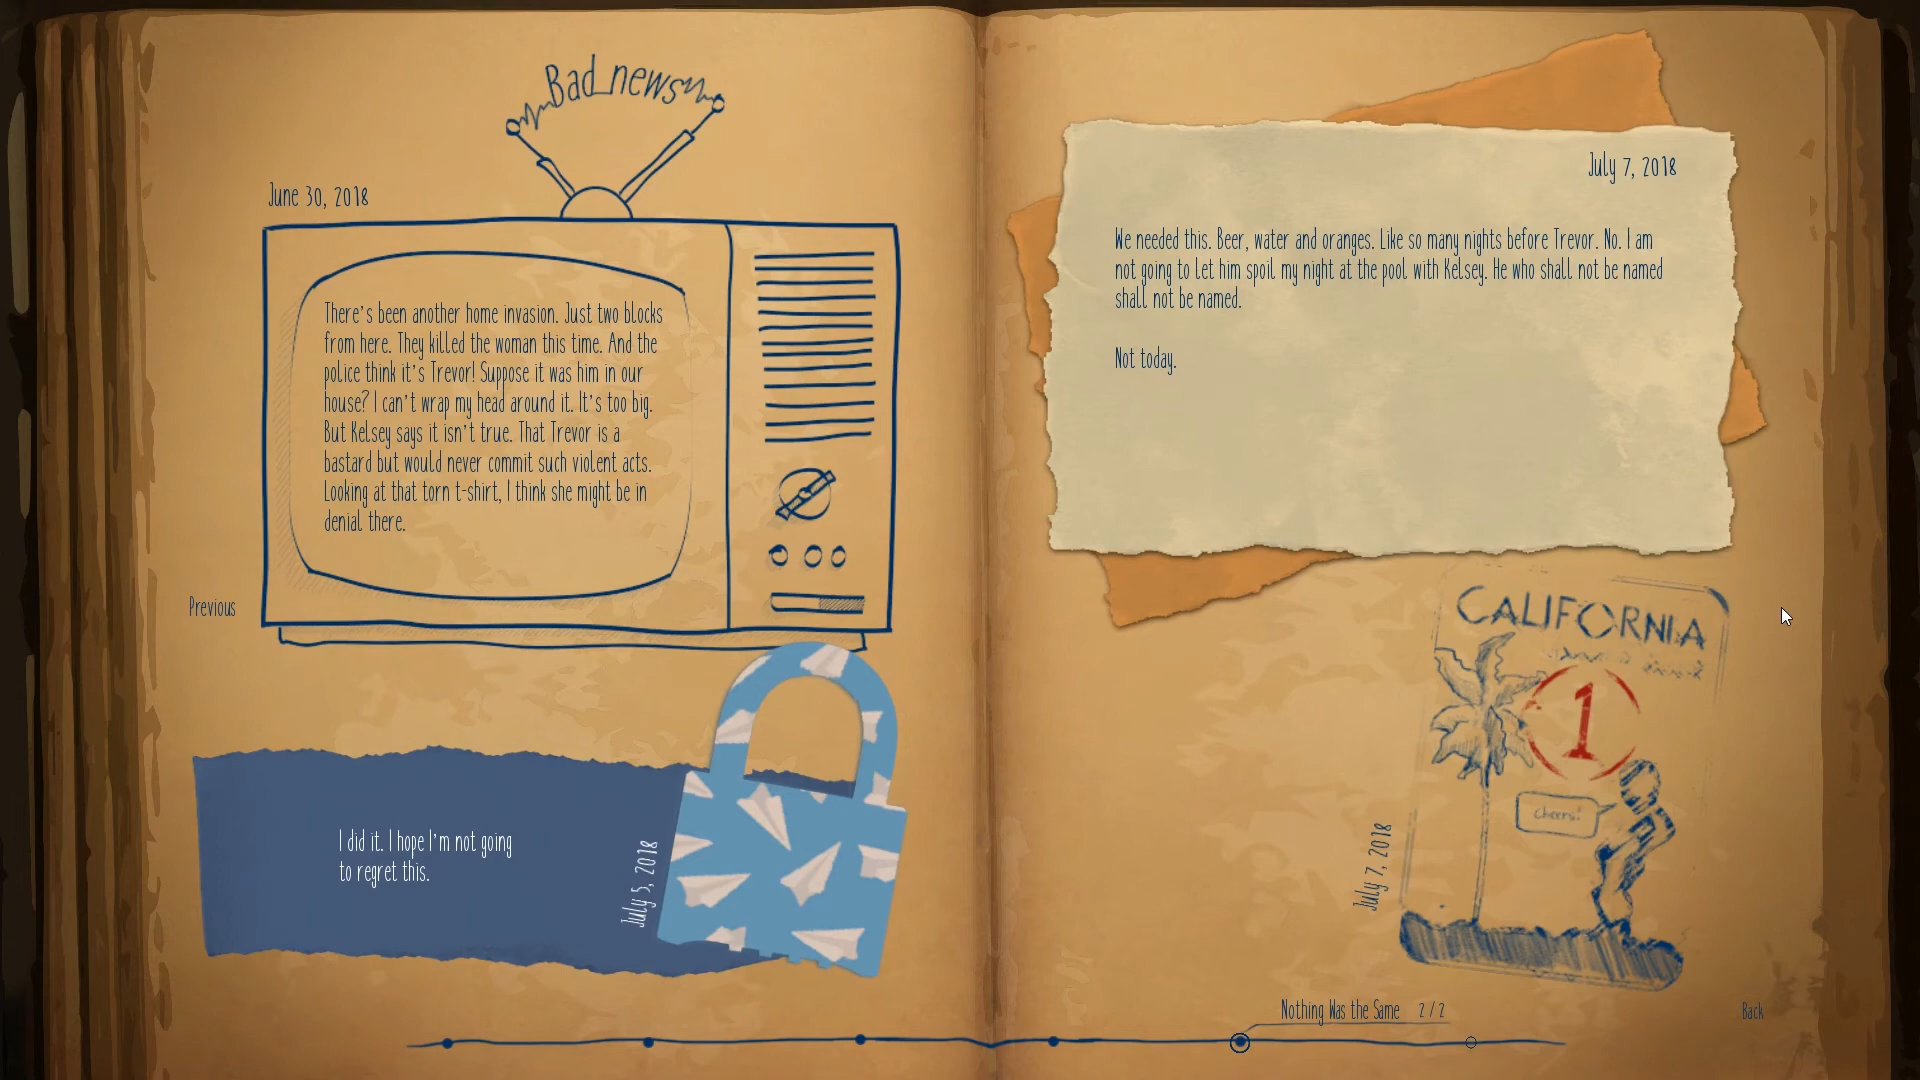 Bad news
June 30, 2018
There's been another home invasion. Just two blocks
from here. They killed the woman this time. And the
police think it's Trevor! Suppose it was him in our
house? I can't wrap my head around it. It's too big.
But Kelsey says it isn't true. That Trevor is a
bastard but would never commit such violent acts.
Looking at that torn t-shirt, I think she might be in
denial there.
Previous
I did it. I hope I'm not going
to regret this.
July 5, 2018
July 7, 2018
We needed this. Beer, water and oranges. Like so many nights before Trevor. No. I am
not going to let him spoil my night at the pool with Kelsey. He who shall not be named
shall not be named.
Not today.
CALIFORNIA
1
Cheers!
July 7, 2018
Nothing Was the Same 2 / 2
Back